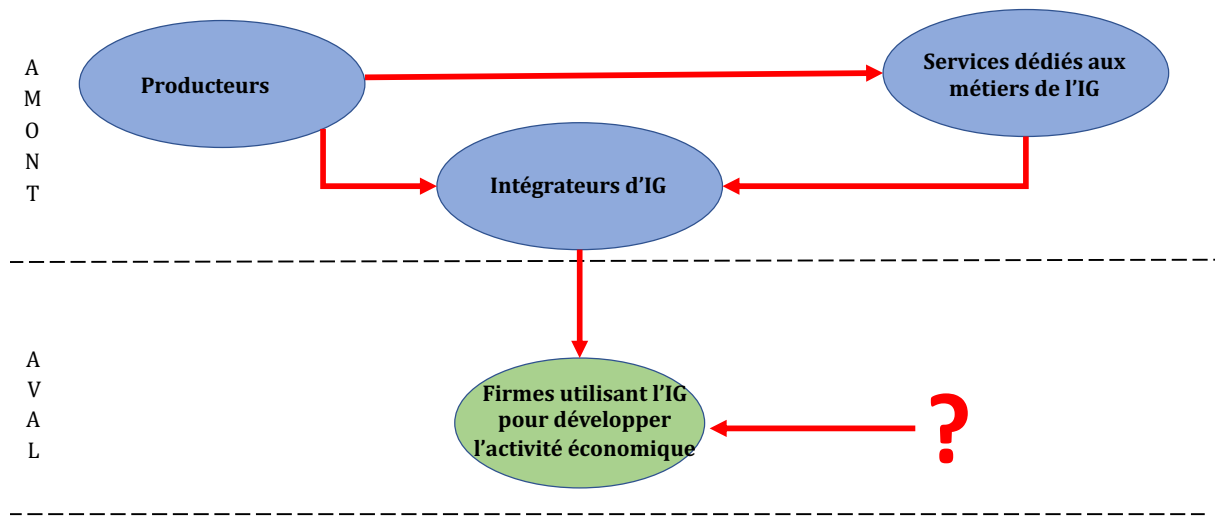 A
M
O
N
T
Producteurs
Services dédiés aux
métiers de l’IG
Intégrateurs d’IG
A
V
A
L
Firmes utilisant l’IG
pour développer
l’activité économique
?